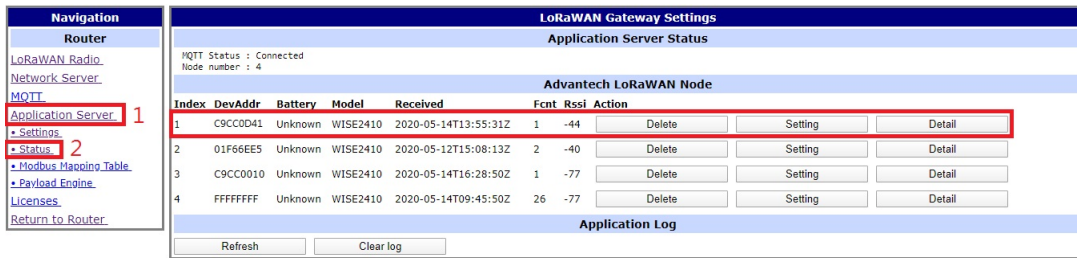 Navigation
Router
LoRaWAN Radio
Network Server
MQTT
Application Server 1
• Settings
• Status 2
• Modbus Mapping Table
• Payload Engine
Licenses
Return to Router
LoRaWAN Gateway Settings
Application Server Status
MQTT Status : Connected
Node number : 4
Advantech LoRaWAN Node
Index DevAddr Battery Model Received Fcnt Rssi Action
1 C9CC0D41 Unknown WISE2410 2020-05-14T13:55:31Z 1 -44 Delete Setting Detail
2 01F66EE5 Unknown WISE2410 2020-05-12T15:08:13Z 2 -40 Delete Setting Detail
3 C9CC0010 Unknown WISE2410 2020-05-14T16:28:50Z 1 -77 Delete Setting Detail
4 FFFFFFFF Unknown WISE2410 2020-05-14T09:45:50Z 26 -77 Delete Setting Detail
Application Log
Refresh Clear log